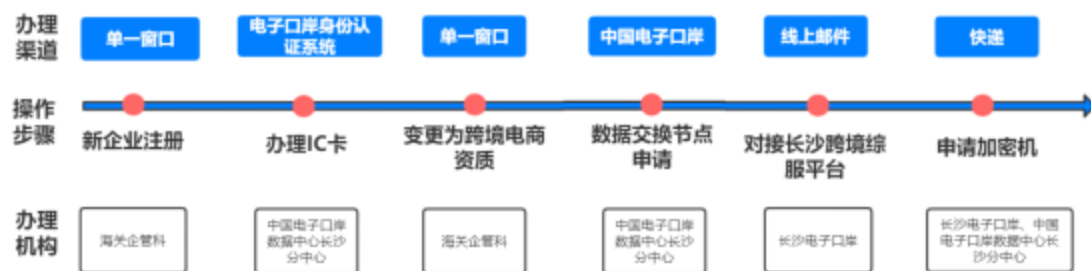 办理
渠道
单一窗口
电子口岸身份认
证系统
单一窗口
中国电子口岸
线上邮件
快递
操作
步骤
新企业注册
办理IC卡
变更为跨境电商
资质
数据交换节点
申请
对接长沙跨境综
服平台
申请加密机
办理
机构
海关企管科
中国电子口岸
数据中心长沙
分中心
海关企管科
中国电子口岸
数据中心长沙
分中心
长沙电子口岸
长沙电子口岸、中国
电子口岸数据中心长
沙分中心